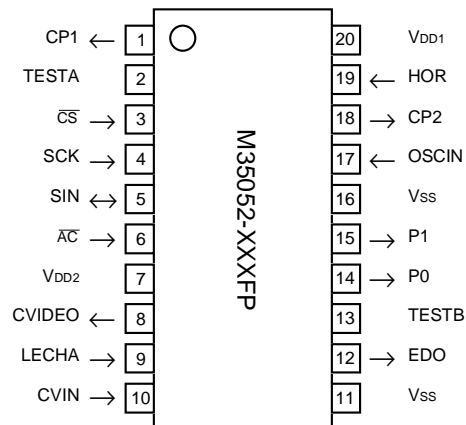 CP1 ← 1 20 VDD1
TESTA 2 19 ← HOR
C̅S̅ → 3 18 → CP2
SCK → 4 17 ← OSCIN
SIN ↔ 5 16 VSS
A̅C̅ → 6 15 → P1
VDD2 7 14 → P0
CVIDEO ← 8 13 TESTB
LECHA → 9 12 → EDO
CVIN → 10 11 VSS
M35052-XXXFP